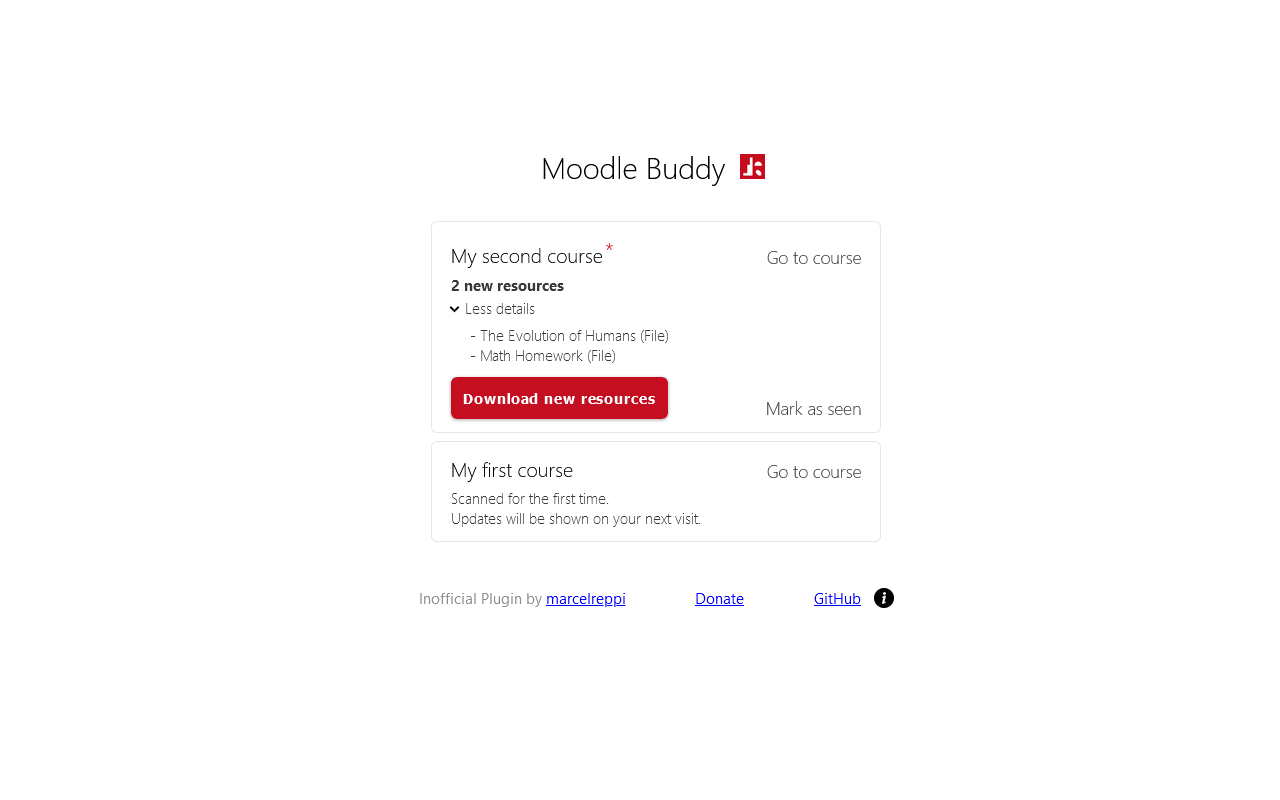 Moodle Buddy
My second course*
Go to course
2 new resources
Less details
- The Evolution of Humans (File)
- Math Homework (File)
Download new resources
Mark as seen
My first course
Go to course
Scanned for the first time.
Updates will be shown on your next visit.
Inofficial Plugin by marcelreppi Donate GitHub